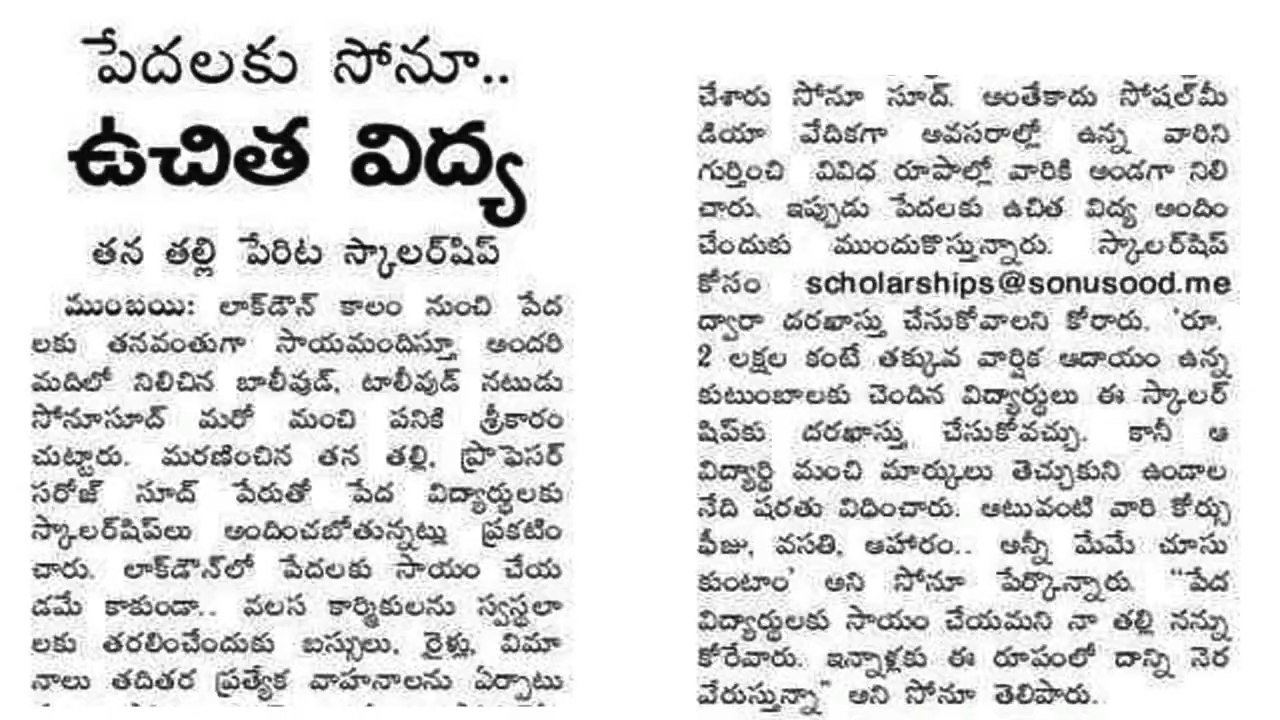 పేదలకు సోనూ..
ఉచిత విద్య
తన తల్లి పేరిట స్కాలర్‌షిప్
ముంబయి: లాక్‌డౌన్ కాలం నుంచి పేద
లకు తనవంతుగా సాయమందిస్తూ అందరి
మదిలో నిలిచిన బాలీవుడ్, టాలీవుడ్ నటుడు
సోనూసూద్ మరో మంచి పనికి శ్రీకారం
చుట్టారు. మరణించిన తన తల్లి, ప్రొఫెసర్
సరోజ్ సూద్ పేరుతో పేద విద్యార్థులకు
స్కాలర్‌షిప్‌లు అందించబోతున్నట్లు ప్రకటిం
చారు. లాక్‌డౌన్‌లో పేదలకు సాయం చేయ
డమే కాకుండా.. వలస కార్మికులను స్వస్థలా
లకు తరలించేందుకు బస్సులు, రైళ్లు, విమా
నాలు తదితర ప్రత్యేక వాహనాలను ఏర్పాటు
చేశారు సోనూ సూద్. అంతేకాదు సోషల్‌మీ
డియా వేదికగా అవసరాల్లో ఉన్న వారిని
గుర్తించి వివిధ రూపాల్లో వారికి అండగా నిలి
చారు. ఇప్పుడు పేదలకు ఉచిత విద్య అందిం
చేందుకు ముందుకొస్తున్నారు. స్కాలర్‌షిప్
కోసం scholarships@sonusood.me
ద్వారా దరఖాస్తు చేసుకోవాలని కోరారు. 'రూ.
2 లక్షల కంటే తక్కువ వార్షిక ఆదాయం ఉన్న
కుటుంబాలకు చెందిన విద్యార్థులు ఈ స్కాలర్
షిప్‌కు దరఖాస్తు చేసుకోవచ్చు. కానీ ఆ
విద్యార్థి మంచి మార్కులు తెచ్చుకుని ఉండాల
నేది షరతు విధించారు. అటువంటి వారి కోర్సు
ఫీజు, వసతి, ఆహారం.. అన్నీ మేమే చూసు
కుంటాం' అని సోనూ పేర్కొన్నారు. "పేద
విద్యార్థులకు సాయం చేయమని నా తల్లి నన్ను
కోరేవారు. ఇన్నాళ్లకు ఈ రూపంలో దాన్ని నెర
వేరుస్తున్నా" అని సోనూ తెలిపారు.